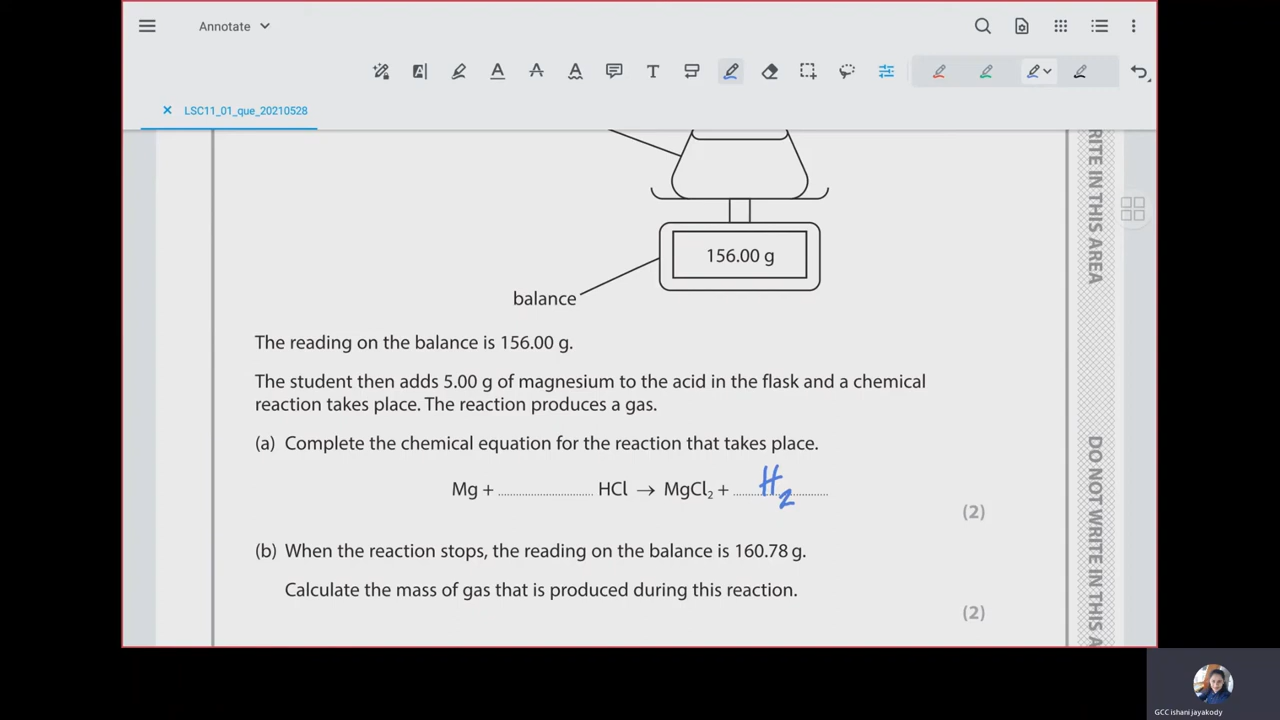 Annotate
LSC11_01_que_20210528
156.00 g
balance
The reading on the balance is 156.00 g.
The student then adds 5.00 g of magnesium to the acid in the flask and a chemical
reaction takes place. The reaction produces a gas.
(a) Complete the chemical equation for the reaction that takes place.
Mg + ........................... HCl → MgCl₂ + H₂
(2)
(b) When the reaction stops, the reading on the balance is 160.78 g.
Calculate the mass of gas that is produced during this reaction.
(2)
RITE IN THIS AREA
DO NOT WRITE IN THIS A
GCC ishani jayakody